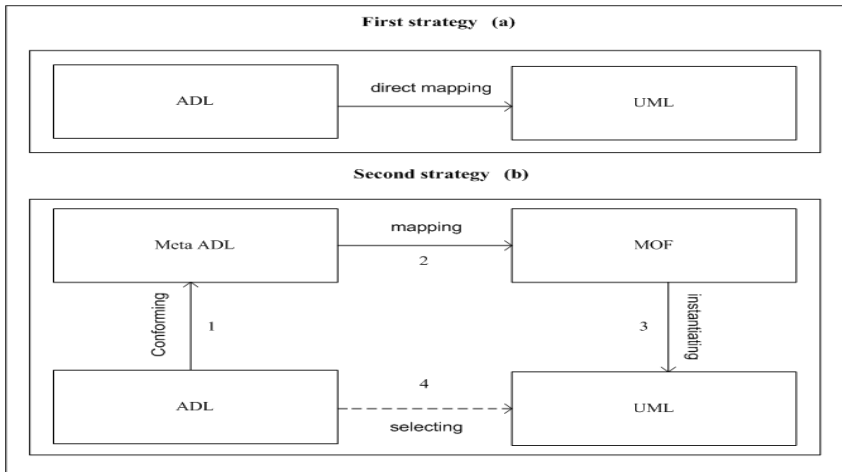 First strategy (a)
ADL
direct mapping
UML
Second strategy (b)
Meta ADL
mapping
2
MOF
Conforming
1
3
instantiating
ADL
4
selecting
UML